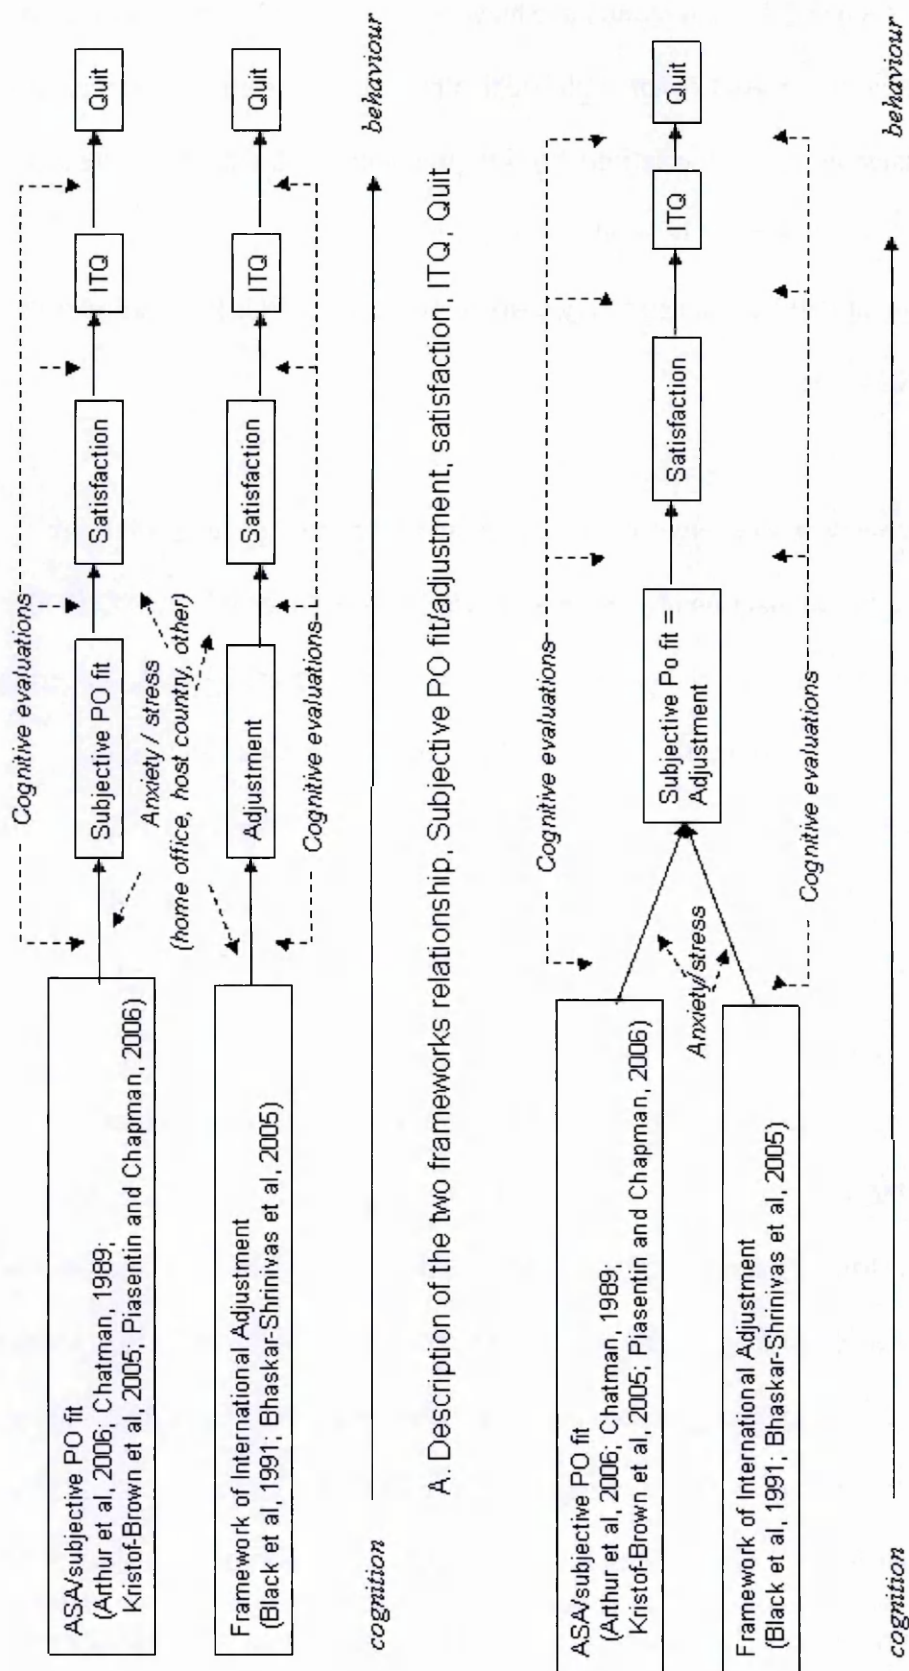 Cognitive evaluations
ASA/subjective PO fit
(Arthur et al, 2006; Chatman, 1989;
Kristof-Brown et al, 2005; Piasentin and Chapman, 2006)
Subjective PO fit
Satisfaction
ITQ
Quit
Anxiety / stress
(home office, host country, other)
Framework of International Adjustment
(Black et al, 1991; Bhaskar-Shrinivas et al, 2005)
Adjustment
Satisfaction
ITQ
Quit
Cognitive evaluations
cognition
behaviour
A. Description of the two frameworks relationship, Subjective PO fit/adjustment, satisfaction, ITQ, Quit
Cognitive evaluations
ASA/subjective PO fit
(Arthur et al, 2006; Chatman, 1989;
Kristof-Brown et al, 2005; Piasentin and Chapman, 2006)
Anxiety/stress
Subjective Po fit =
Adjustment
Satisfaction
ITQ
Quit
Framework of International Adjustment
(Black et al, 1991; Bhaskar-Shrinivas et al, 2005)
Cognitive evaluations
cognition
behaviour